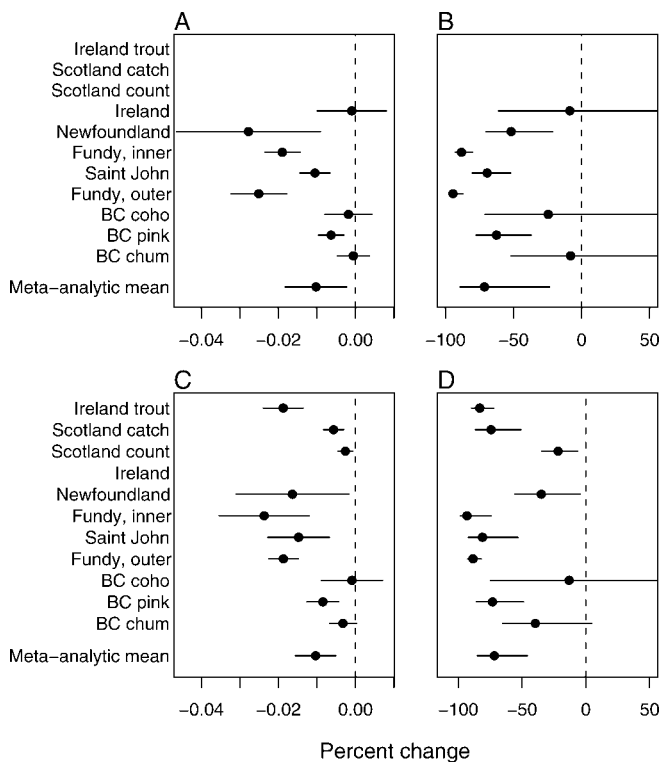 A B
Ireland trout
Scotland catch
Scotland count
Ireland
Newfoundland
Fundy, inner
Saint John
Fundy, outer
BC coho
BC pink
BC chum
Meta−analytic mean
−0.04 −0.02 0.00 −100 −50 0 50
C D
Ireland trout
Scotland catch
Scotland count
Ireland
Newfoundland
Fundy, inner
Saint John
Fundy, outer
BC coho
BC pink
BC chum
Meta−analytic mean
−0.04 −0.02 0.00 −100 −50 0 50
Percent change